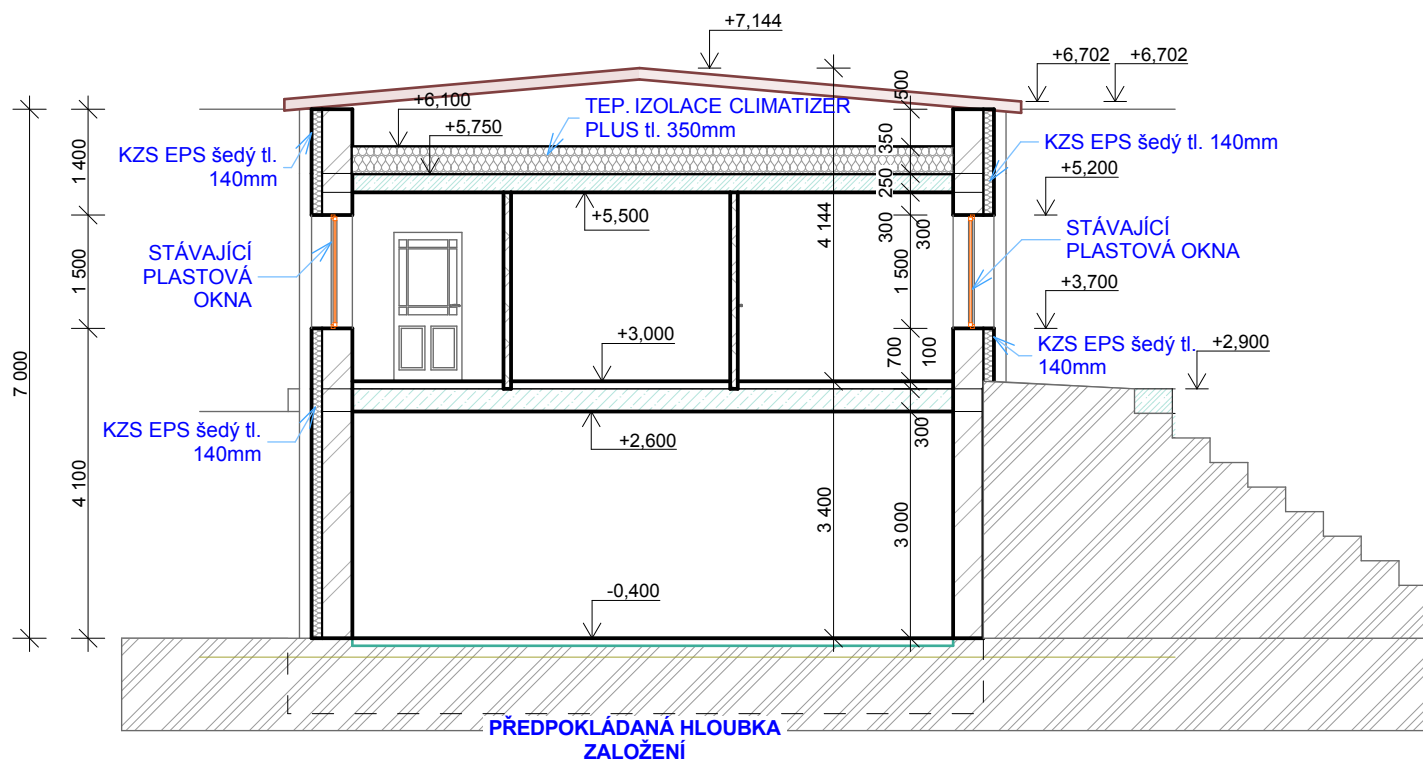 +7,144
+6,702
+6,702
500
+6,100
TEP. IZOLACE CLIMATIZER
PLUS tl. 350mm
+5,750
350
KZS EPS šedý tl.
140mm
KZS EPS šedý tl. 140mm
1 400
250
+5,200
+5,500
4 144
300
300
STÁVAJÍCÍ
PLASTOVÁ
OKNA
STÁVAJÍCÍ
PLASTOVÁ OKNA
1 500
1 500
+3,700
+3,000
700
100
KZS EPS šedý tl.
140mm
+2,900
7 000
KZS EPS šedý tl.
140mm
+2,600
300
4 100
3 400
3 000
-0,400
PŘEDPOKLÁDANÁ HLOUBKA
ZALOŽENÍ